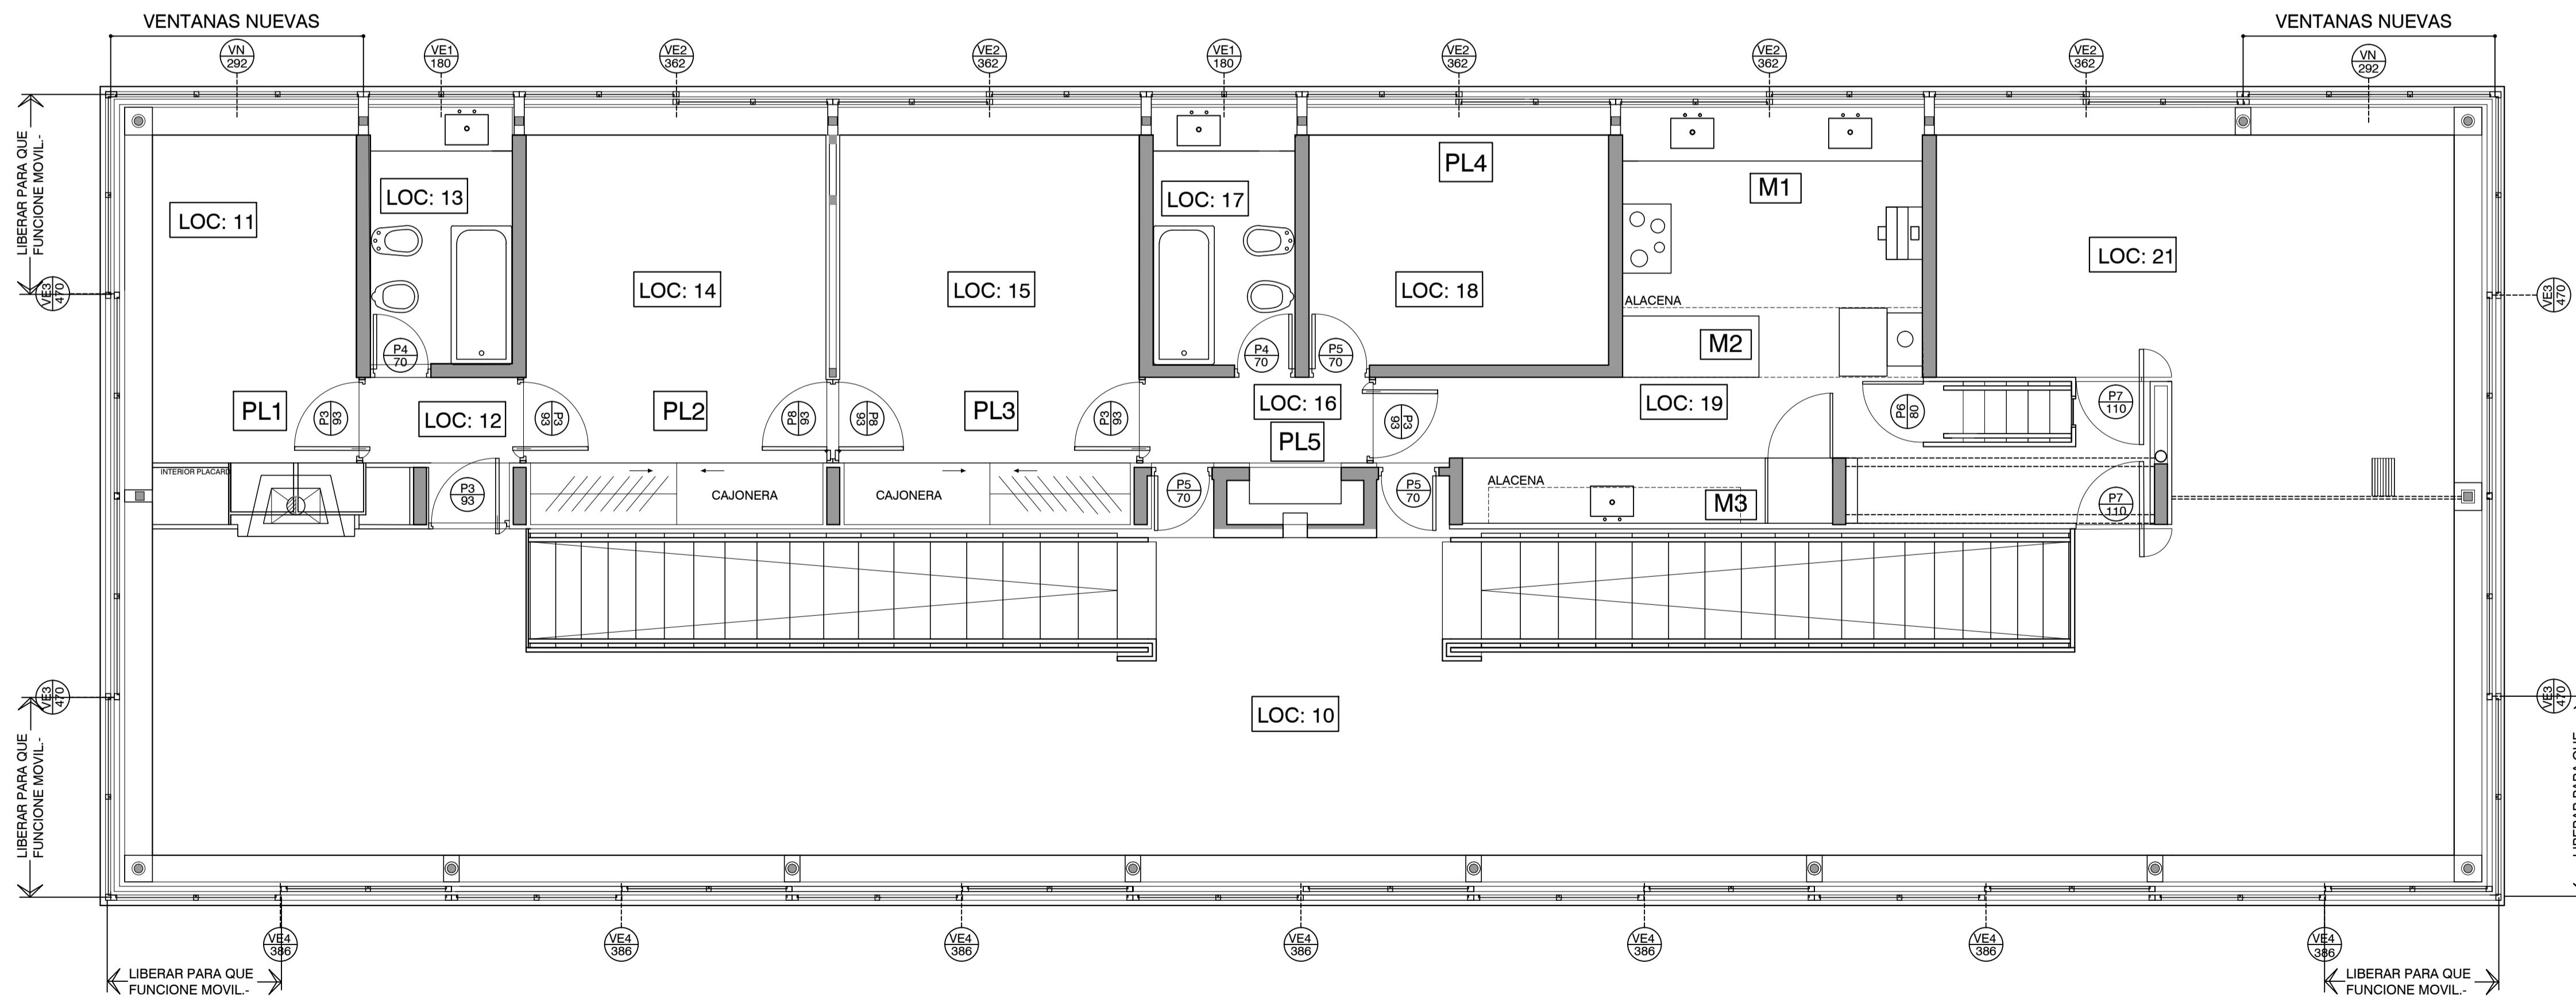 VENTANAS NUEVAS
VENTANAS NUEVAS
VN
292
VE1
180
VE2
362
VE2
362
VE1
180
VE2
362
VE2
362
VE2
362
VN
292
LIBERAR PARA QUE
FUNCIONE MOVIL.-
LOC: 11
LOC: 13
LOC: 17
PL4
M1
LOC: 21
LOC: 14
LOC: 15
LOC: 18
VE3
470
VE3
470
ALACENA
M2
P4
70
P4
70
P5
70
PL1
P3
93
LOC: 12
P3
93
PL2
P8
93
P8
93
PL3
P3
93
LOC: 16
PL5
P3
93
LOC: 19
P6
80
P7
110
INTERIOR PLACARD
P3
93
CAJONERA
CAJONERA
P5
70
P5
70
ALACENA
M3
P7
110
VE3
470
LOC: 10
VE3
470
LIBERAR PARA QUE
FUNCIONE MOVIL.-
LIBERAR PARA QUE
VE4
386
VE4
386
VE4
386
VE4
386
VE4
386
VE4
386
VE4
386
LIBERAR PARA QUE
FUNCIONE MOVIL.-
LIBERAR PARA QUE
FUNCIONE MOVIL.-